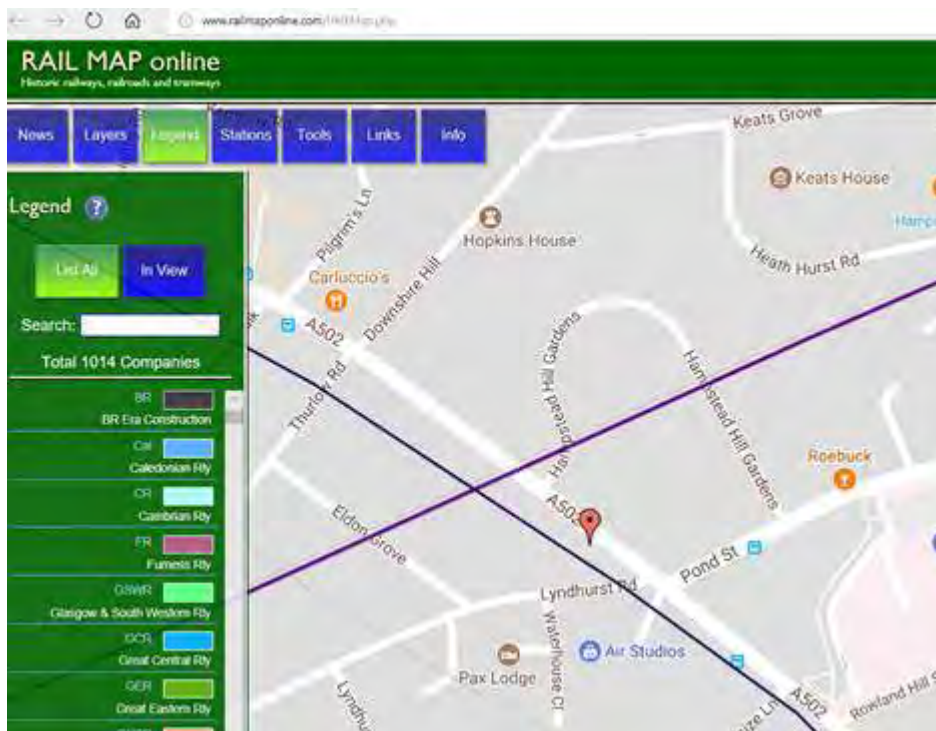 www.railmaponline.com/UKIEMap.php
RAIL MAP online
Historic railways, railroads and tramways
News
Layers
Legend
Stations
Tools
Links
Info
Legend ?
List All
In View
Search:
Total 1014 Companies
BR
BR Era Construction
Cal
Caledonian Rly
CR
Cambrian Rly
FR
Furness Rly
GSWR
Glasgow & South Western Rly
GCR
Great Central Rly
GER
Great Eastern Rly
Keats Grove
Keats House
Pilgrim's Ln
Hopkins House
Heath Hurst Rd
Carluccio's
Downshire Hill
A502
Thurlow Rd
Hampstead Hill Gardens
Hampstead Hill Gardens
Roebuck
Eldon Grove
A502
Pond St
Lyndhurst Rd
Waterhouse Cl
Air Studios
Pax Lodge
A502
Rowland Hill S